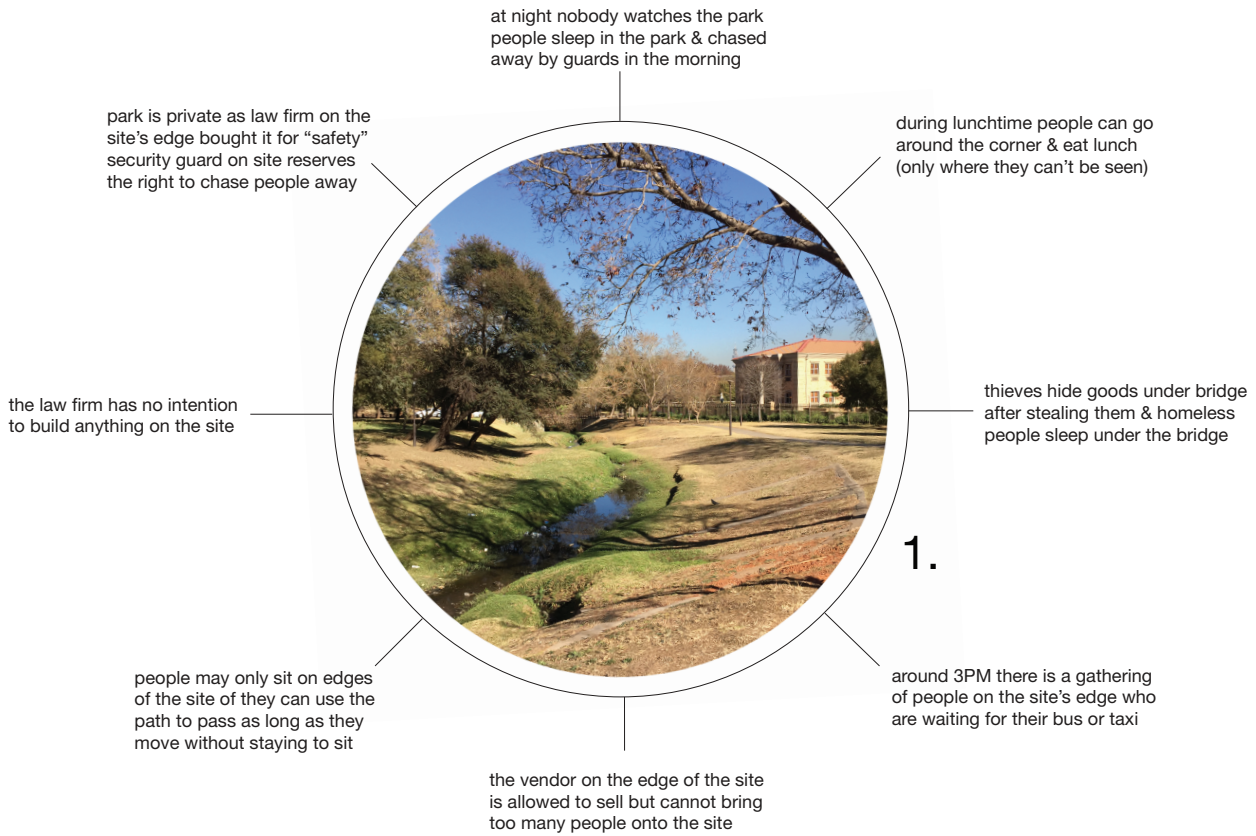 at night nobody watches the park
people sleep in the park & chased
away by guards in the morning
during lunchtime people can go
around the corner & eat lunch
(only where they can't be seen)
thieves hide goods under bridge
after stealing them & homeless
people sleep under the bridge
1.
around 3PM there is a gathering
of people on the site's edge who
are waiting for their bus or taxi
the vendor on the edge of the site
is allowed to sell but cannot bring
too many people onto the site
people may only sit on edges
of the site of they can use the
path to pass as long as they
move without staying to sit
the law firm has no intention
to build anything on the site
park is private as law firm on the
site's edge bought it for “safety”
security guard on site reserves
the right to chase people away